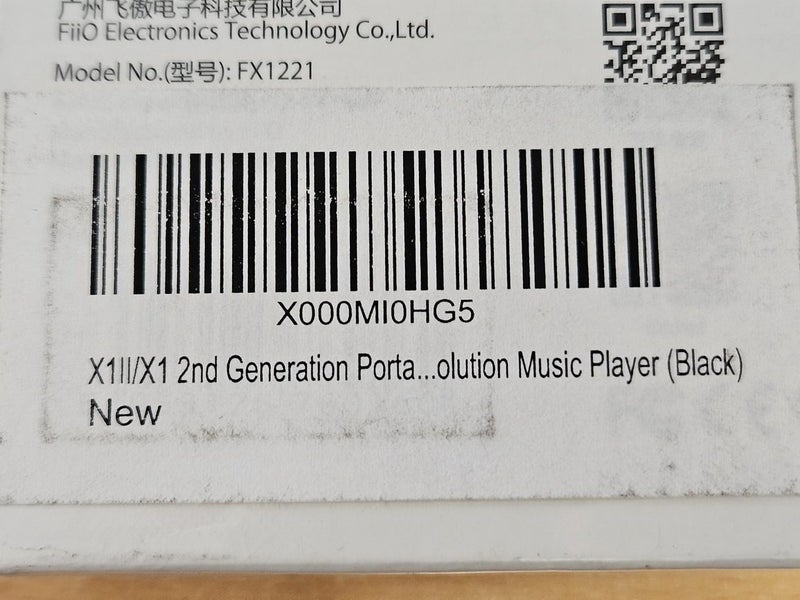 广州飞傲电子科技有限公司
FiiO Electronics Technology Co.,Ltd.
Model No.(型号): FX1221
X000MI0HG5
X1II/X1 2nd Generation Porta...olution Music Player (Black)
New